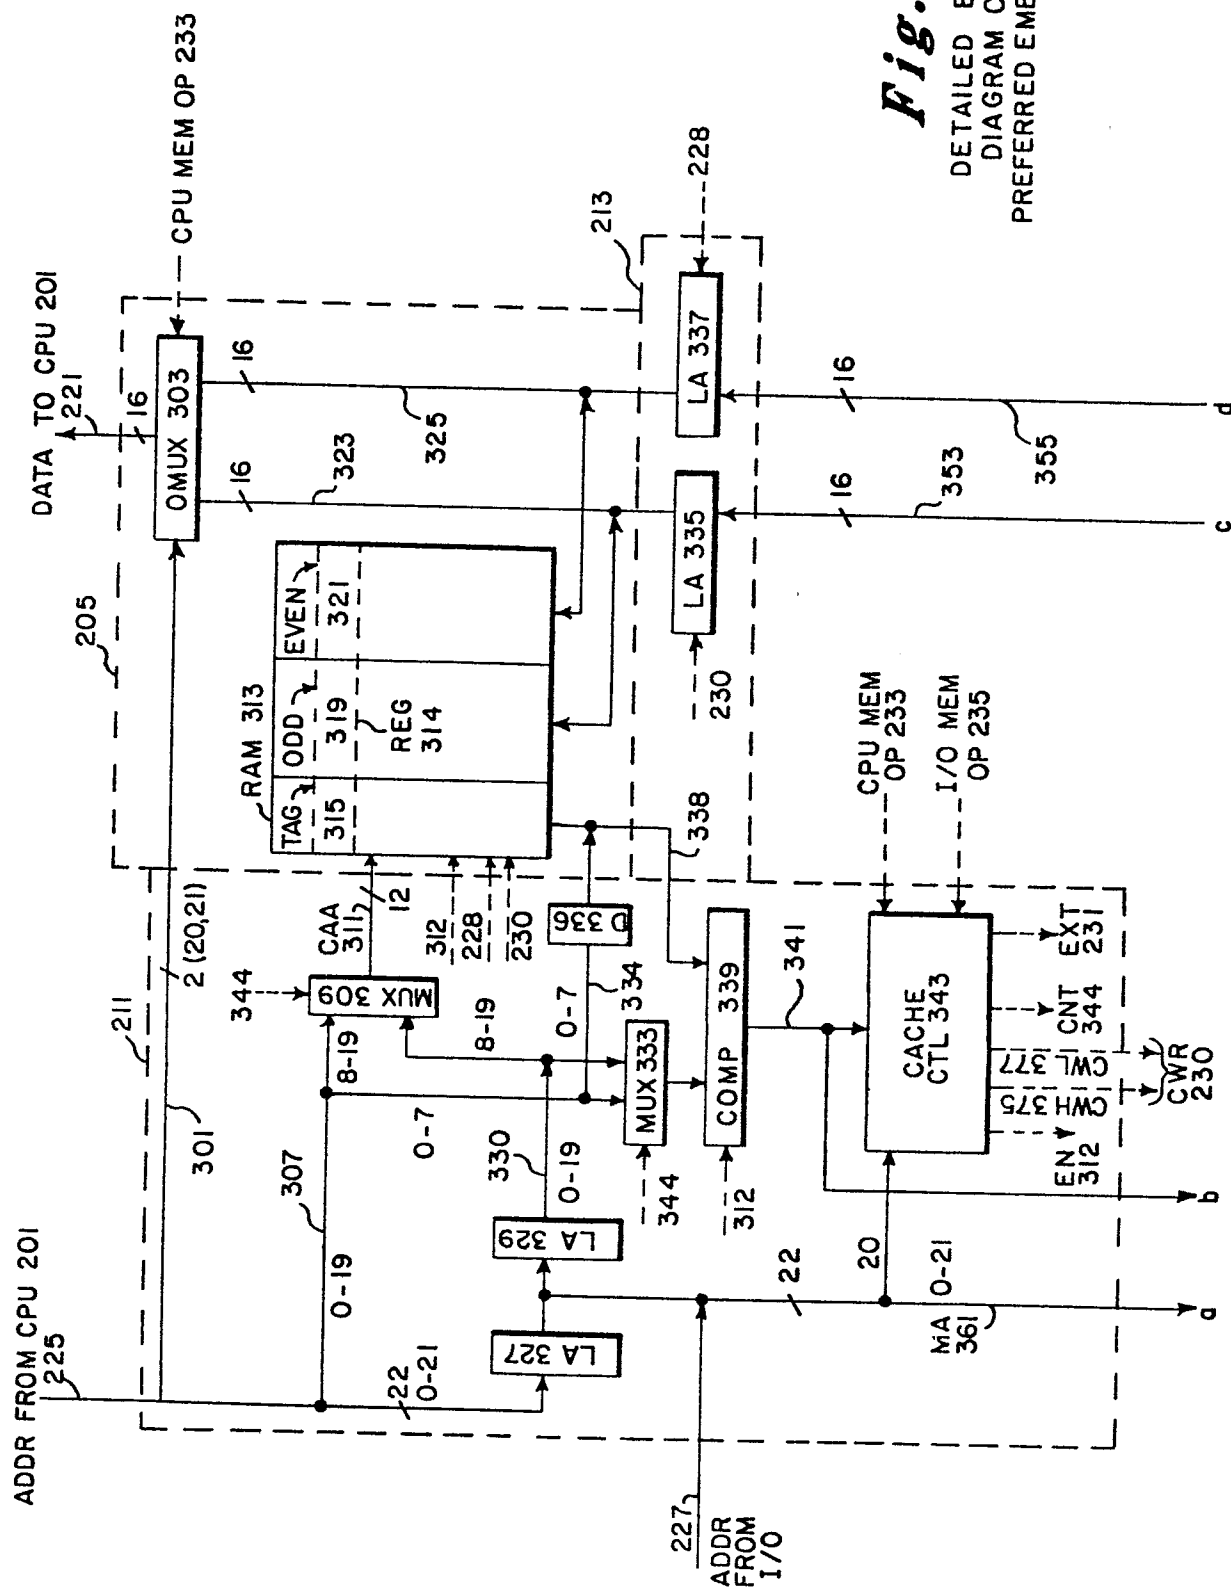 ADDR FROM CPU 201
225
DATA TO CPU 201
221
16
CPU MEM OP 233
OMUX 303
205
211
301
2 (20,21)
16
323
16
325
RAM 313
TAG
ODD
EVEN
315
319
321
REG
314
307
0-19
8-19
344
MUX 309
CAA
311
12
312
228
230
8-19
0-7
22
0-21
LA 327
LA 329
330
0-19
0-7
334
D 336
MUX 333
344
COMP 339
312
338
341
213
LA 335
230
LA 337
228
16
353
16
355
c
d
227
ADDR
FROM
I/O
22
20
MA 0-21
361
CACHE
CTL 343
CPU MEM
OP 233
I/O MEM
OP 235
EN
312
CWH 375
CWL 377
CWR
230
CNT
344
EXT
231
a
b
Fig.
DETAILED
DIAGRAM
PREFERRED